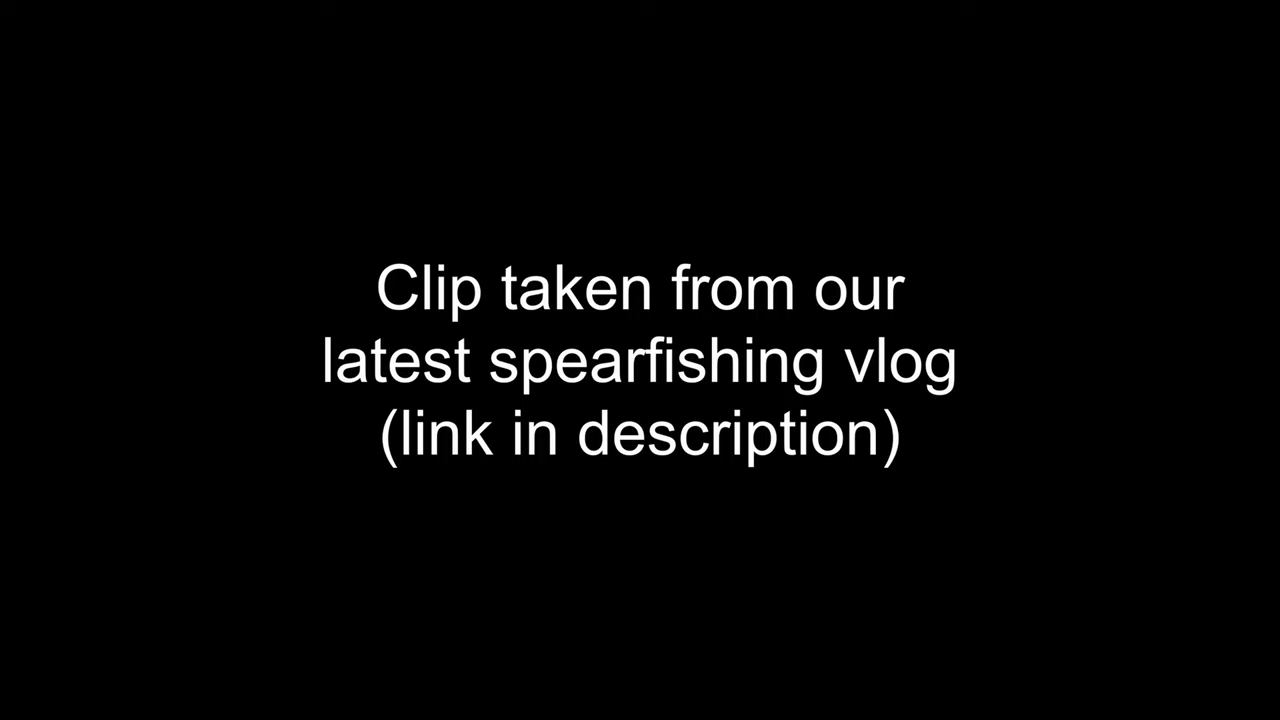 Clip taken from our
latest spearfishing vlog
(link in description)